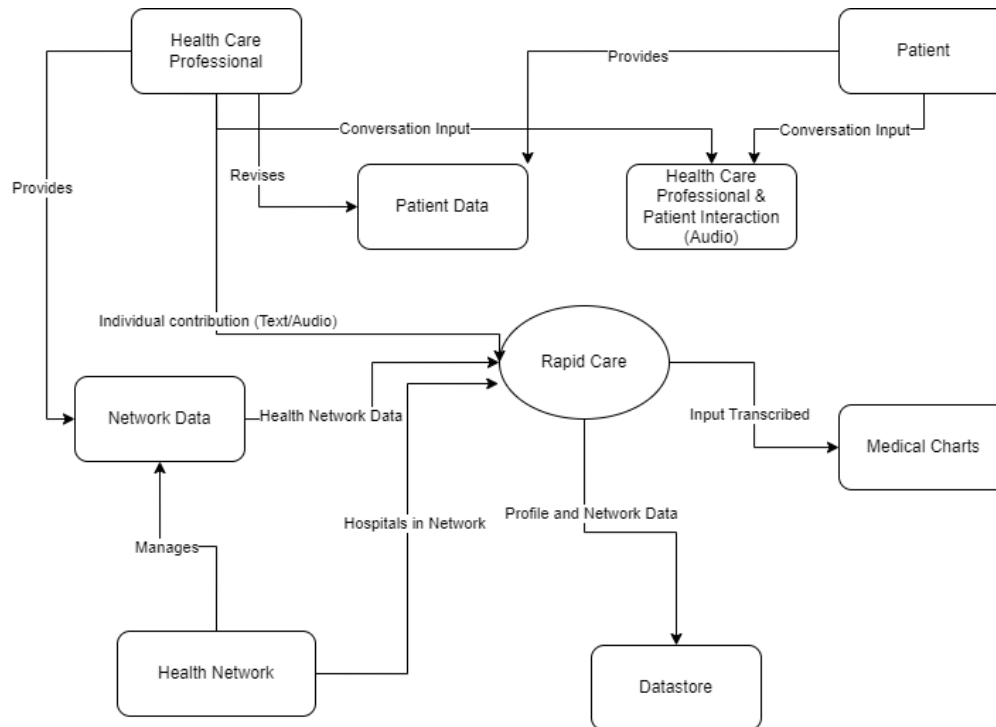 Health Care
Professional
Patient
Provides
Conversation Input
Conversation Input
Revises
Provides
Patient Data
Health Care
Professional &
Patient Interaction
(Audio)
Individual contribution (Text/Audio)
Rapid Care
Network Data
Health Network Data
Input Transcribed
Medical Charts
Hospitals in Network
Profile and Network Data
Manages
Health Network
Datastore